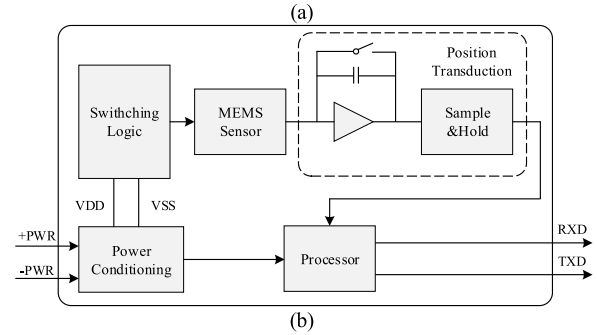 (a)
Position
Transduction
Swithching
Logic
MEMS
Sensor
Sample
&Hold
VDD
VSS
+PWR
-PWR
Power
Conditioning
Processor
RXD
TXD
(b)